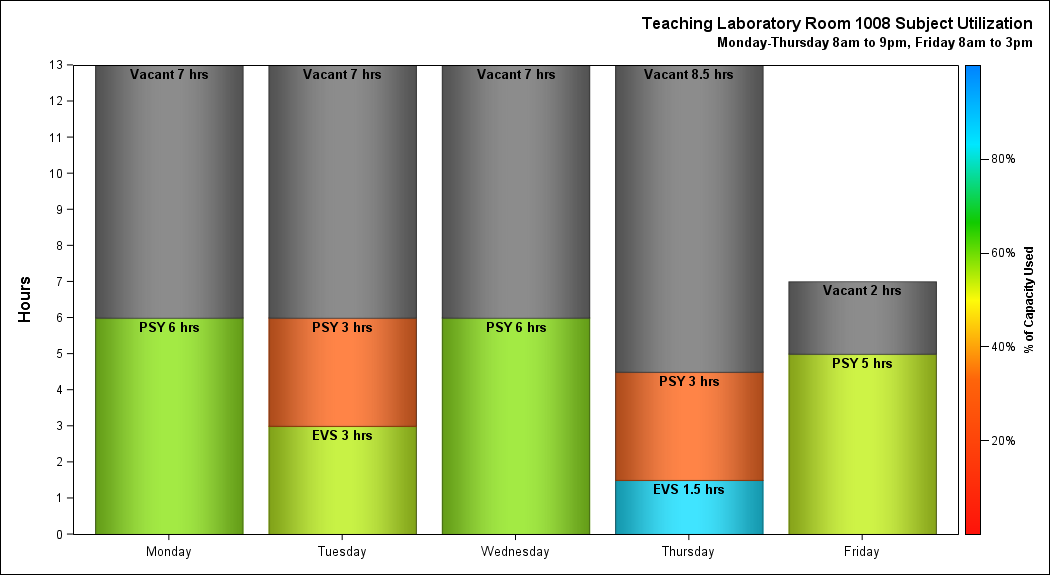 Teaching Laboratory Room 1008 Subject Utilization
Monday-Thursday 8am to 9pm, Friday 8am to 3pm
Hours
13
12
11
10
9
8
7
6
5
4
3
2
1
0
Vacant 7 hrs
PSY 6 hrs
Vacant 7 hrs
PSY 3 hrs
EVS 3 hrs
Vacant 7 hrs
PSY 6 hrs
Vacant 8.5 hrs
PSY 3 hrs
EVS 1.5 hrs
Vacant 2 hrs
PSY 5 hrs
Monday
Tuesday
Wednesday
Thursday
Friday
80%
60%
40%
20%
% of Capacity Used